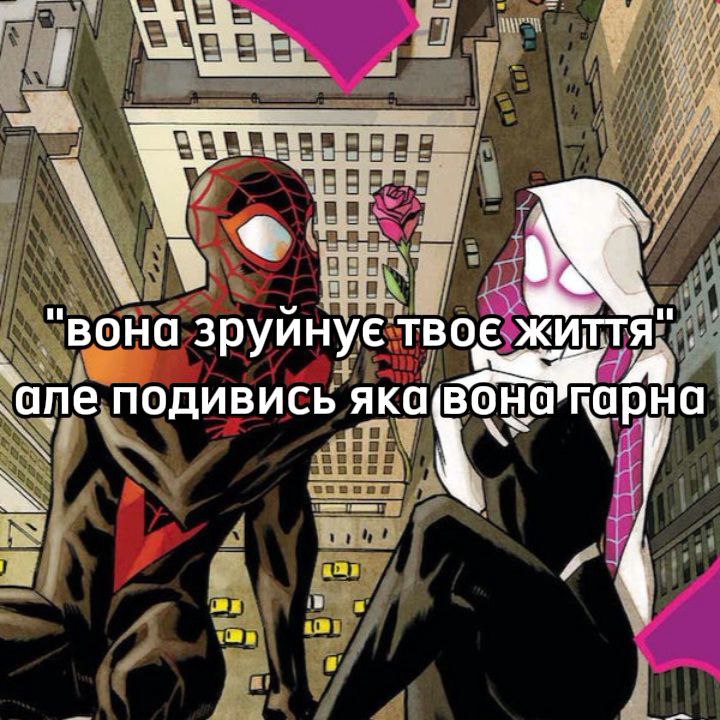 "вона зруйнує твоє життя"
але подивись яка вона гарна